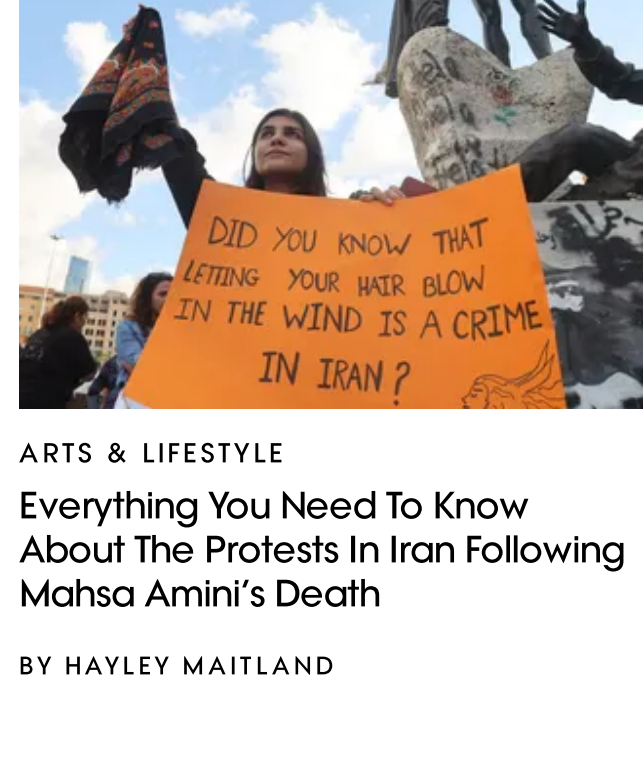 DID YOU KNOW THAT
LETTING YOUR HAIR BLOW
IN THE WIND IS A CRIME
IN IRAN?
ARTS & LIFESTYLE
Everything You Need To Know
About The Protests In Iran Following
Mahsa Amini’s Death
BY HAYLEY MAITLAND